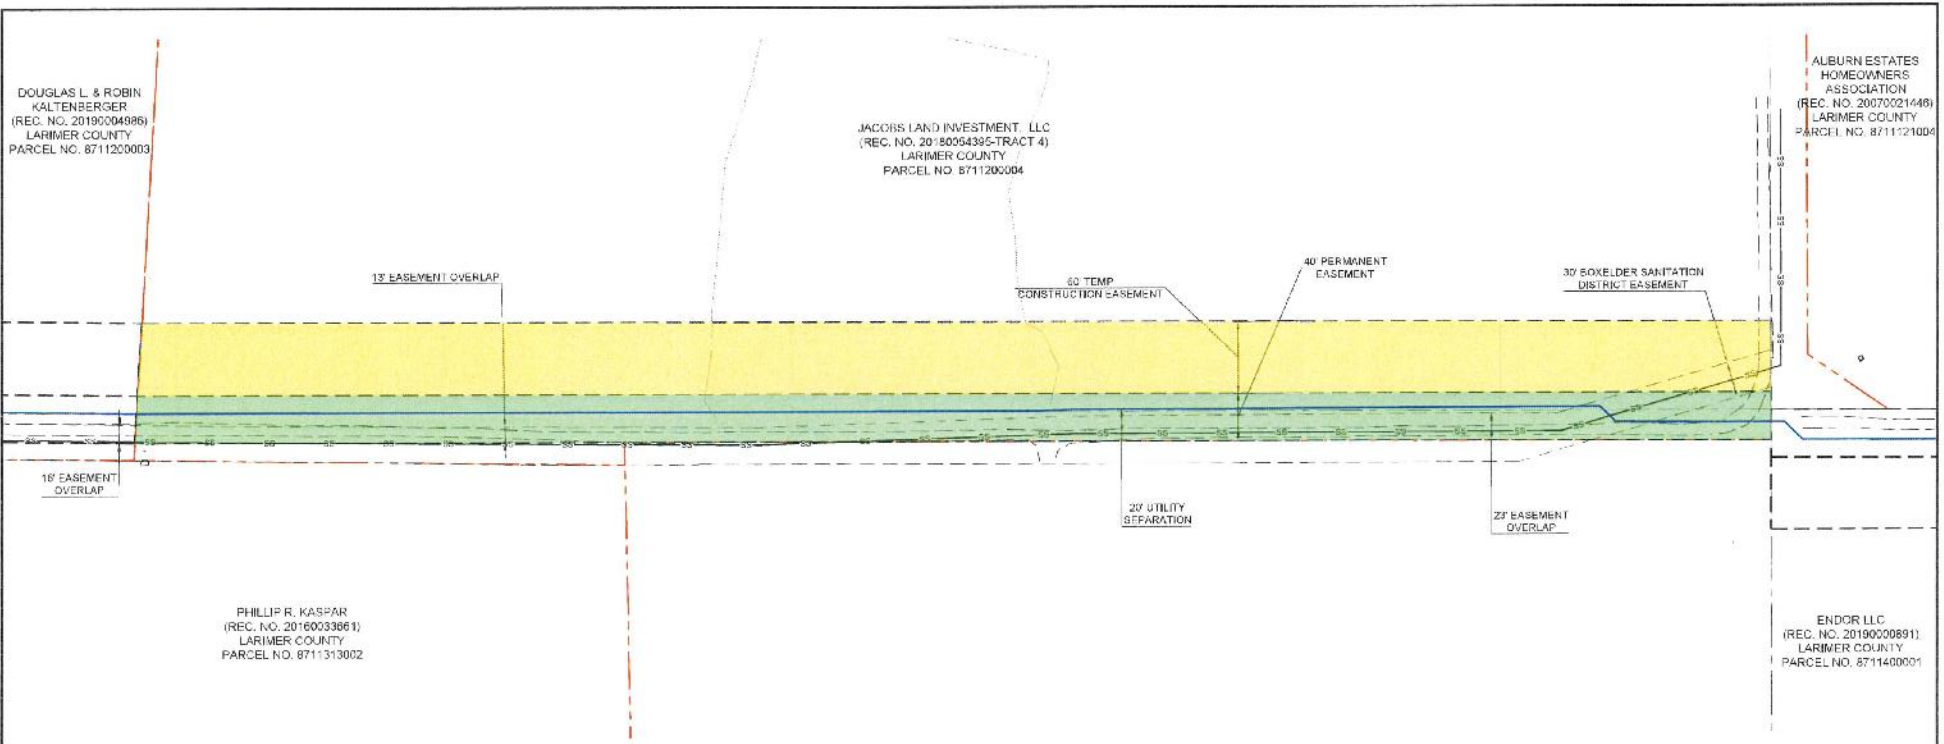 DOUGLAS L. & ROBIN
KALTENBERGER
(REC. NO. 20190004986)
LARIMER COUNTY
PARCEL NO. 8711200003
JACOBS LAND INVESTMENT, LLC
(REC. NO. 20180054395-TRACT 4)
LARIMER COUNTY
PARCEL NO. 8711200004
AUBURN ESTATES
HOMEOWNERS
ASSOCIATION
(REC. NO. 20070021446)
LARIMER COUNTY
PARCEL NO. 8711121004
13' EASEMENT OVERLAP
60' TEMP
CONSTRUCTION EASEMENT
40' PERMANENT
EASEMENT
30' BOXELDER SANITATION
DISTRICT EASEMENT
16' EASEMENT
OVERLAP
20' UTILITY
SEPARATION
23' EASEMENT
OVERLAP
PHILLIP R. KASPAR
(REC. NO. 20160033661)
LARIMER COUNTY
PARCEL NO. 8711313002
ENDOR LLC
(REC. NO. 20190000891)
LARIMER COUNTY
PARCEL NO. 8711400001